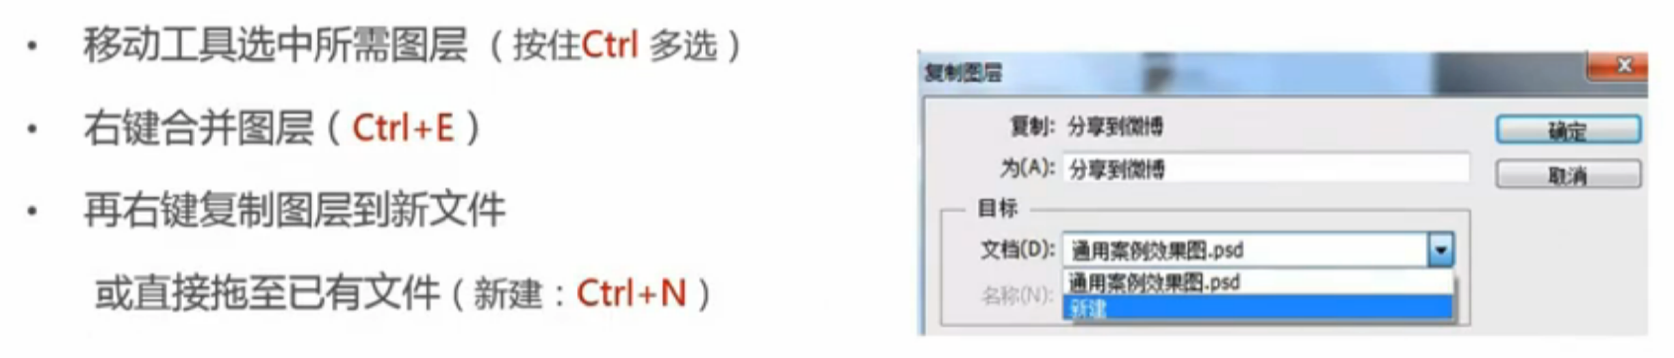 • 移动工具选中所需图层（按住Ctrl 多选）
• 右键合并图层（Ctrl+E）
• 再右键复制图层到新文件
或直接拖至已有文件（新建：Ctrl+N）
复制图层
复制: 分享到微博
为(A): 分享到微博
确定
取消
目标
文档(D): 通用案例效果图.psd
通用案例效果图.psd
名称(N):
新建